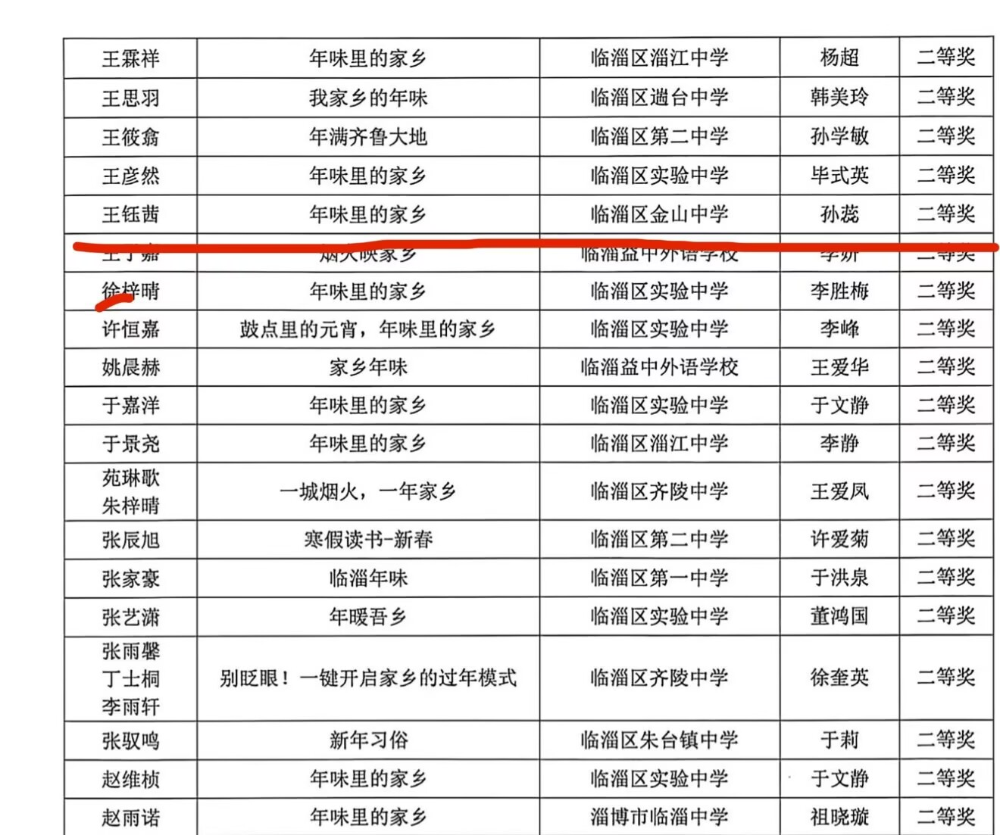 王霖祥 年味里的家乡 临淄区淄江中学 杨超 二等奖
王思羽 我家乡的年味 临淄区遄台中学 韩美玲 二等奖
王筱翕 年满齐鲁大地 临淄区第二中学 孙学敏 二等奖
王彦然 年味里的家乡 临淄区实验中学 毕式英 二等奖
王钰茜 年味里的家乡 临淄区金山中学 孙蕊 二等奖
烟火映家乡 临淄益中外语学校 二等奖
徐梓晴 年味里的家乡 临淄区实验中学 李胜梅 二等奖
许恒嘉 鼓点里的元宵，年味里的家乡 临淄区实验中学 李峰 二等奖
姚晨赫 家乡年味 临淄益中外语学校 王爱华 二等奖
于嘉洋 年味里的家乡 临淄区实验中学 于文静 二等奖
于景尧 年味里的家乡 临淄区淄江中学 李静 二等奖
苑琳歌
朱梓晴 一城烟火，一年家乡 临淄区齐陵中学 王爱凤 二等奖
张辰旭 寒假读书-新春 临淄区第二中学 许爱菊 二等奖
张家豪 临淄年味 临淄区第一中学 于洪泉 二等奖
张艺潇 年暖吾乡 临淄区实验中学 董鸿国 二等奖
张雨馨
丁士桐 别眨眼！一键开启家乡的过年模式 临淄区齐陵中学 徐奎英 二等奖
李雨轩
张驭鸣 新年习俗 临淄区朱台镇中学 于莉 二等奖
赵维桢 年味里的家乡 临淄区实验中学 于文静 二等奖
赵雨诺 年味里的家乡 淄博市临淄中学 祖晓璇 二等奖